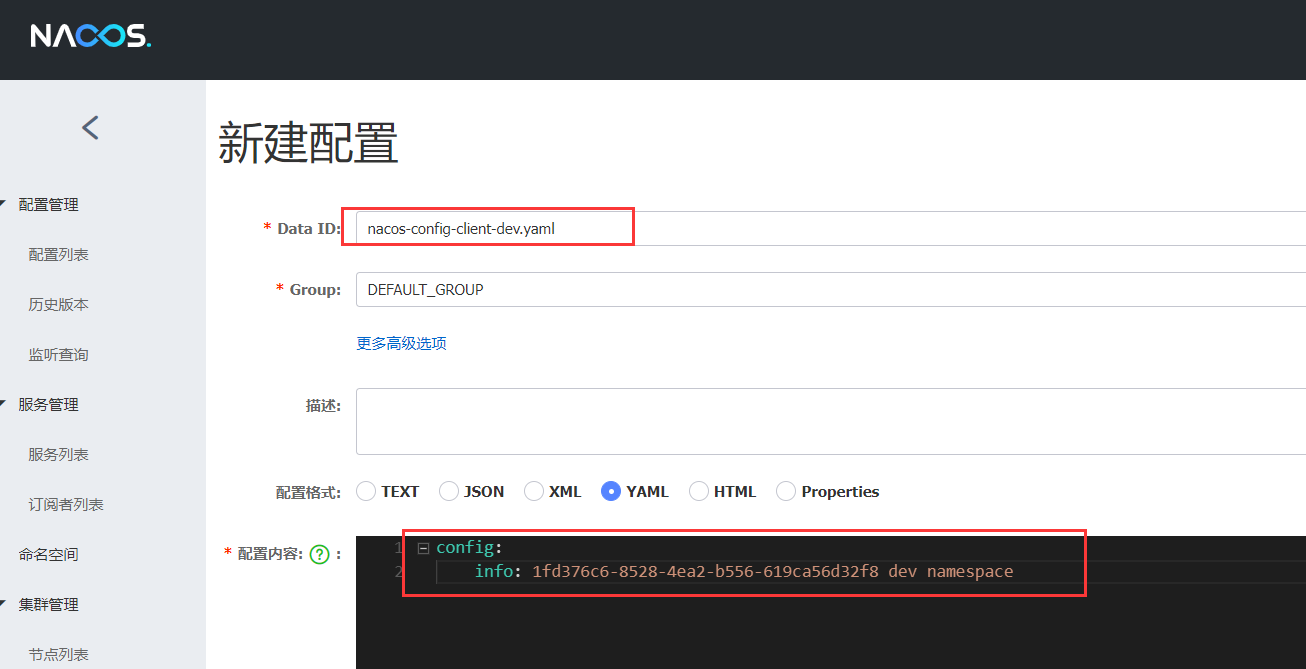 NACOS.
新建配置
配置管理
配置列表
历史版本
监听查询
服务管理
服务列表
订阅者列表
命名空间
集群管理
节点列表
* Data ID: nacos-config-client-dev.yaml
* Group: DEFAULT_GROUP
更多高级选项
描述:
配置格式: TEXT JSON XML YAML HTML Properties
* 配置内容: ? :
1 config:
2 info: 1fd376c6-8528-4ea2-b556-619ca56d32f8 dev namespace